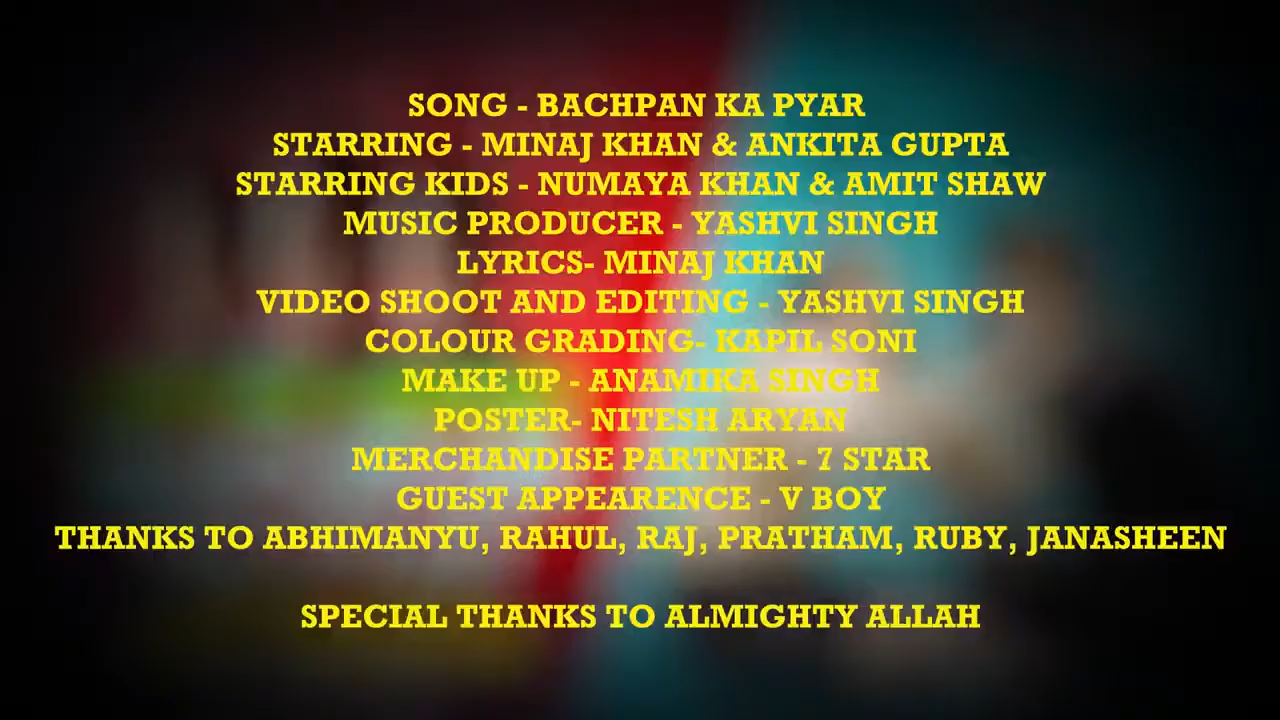 SONG - BACHPAN KA PYAR
STARRING - MINAJ KHAN & ANKITA GUPTA
STARRING KIDS - NUMAYA KHAN & AMIT SHAW
MUSIC PRODUCER - YASHVI SINGH
LYRICS- MINAJ KHAN
VIDEO SHOOT AND EDITING - YASHVI SINGH
COLOUR GRADING- KAPIL SONI
MAKE UP - ANAMIKA SINGH
POSTER- NITESH ARYAN
MERCHANDISE PARTNER - 7 STAR
GUEST APPEARENCE - V BOY
THANKS TO ABHIMANYU, RAHUL, RAJ, PRATHAM, RUBY, JANASHEEN
SPECIAL THANKS TO ALMIGHTY ALLAH